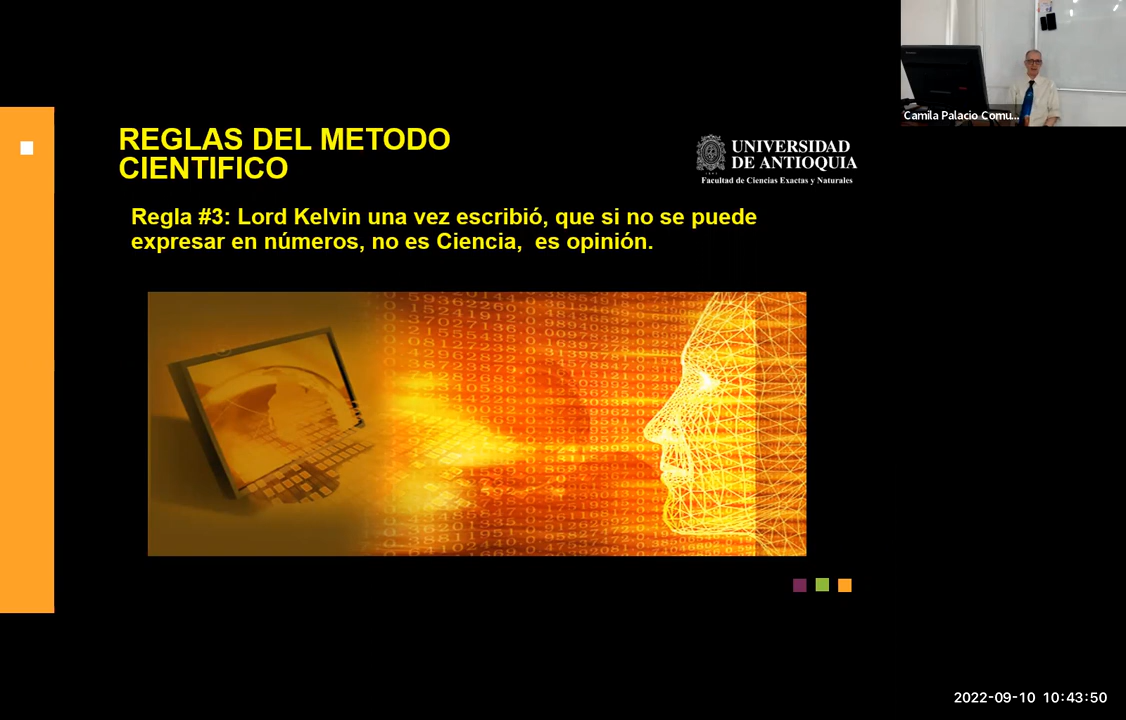 Camila Palacio Comu...
REGLAS DEL METODO
CIENTIFICO
UNIVERSIDAD
DE ANTIOQUIA
Facultad de Ciencias Exactas y Naturales
Regla #3: Lord Kelvin una vez escribió, que si no se puede
expresar en números, no es Ciencia,  es opinión.
2022-09-10 10:43:50